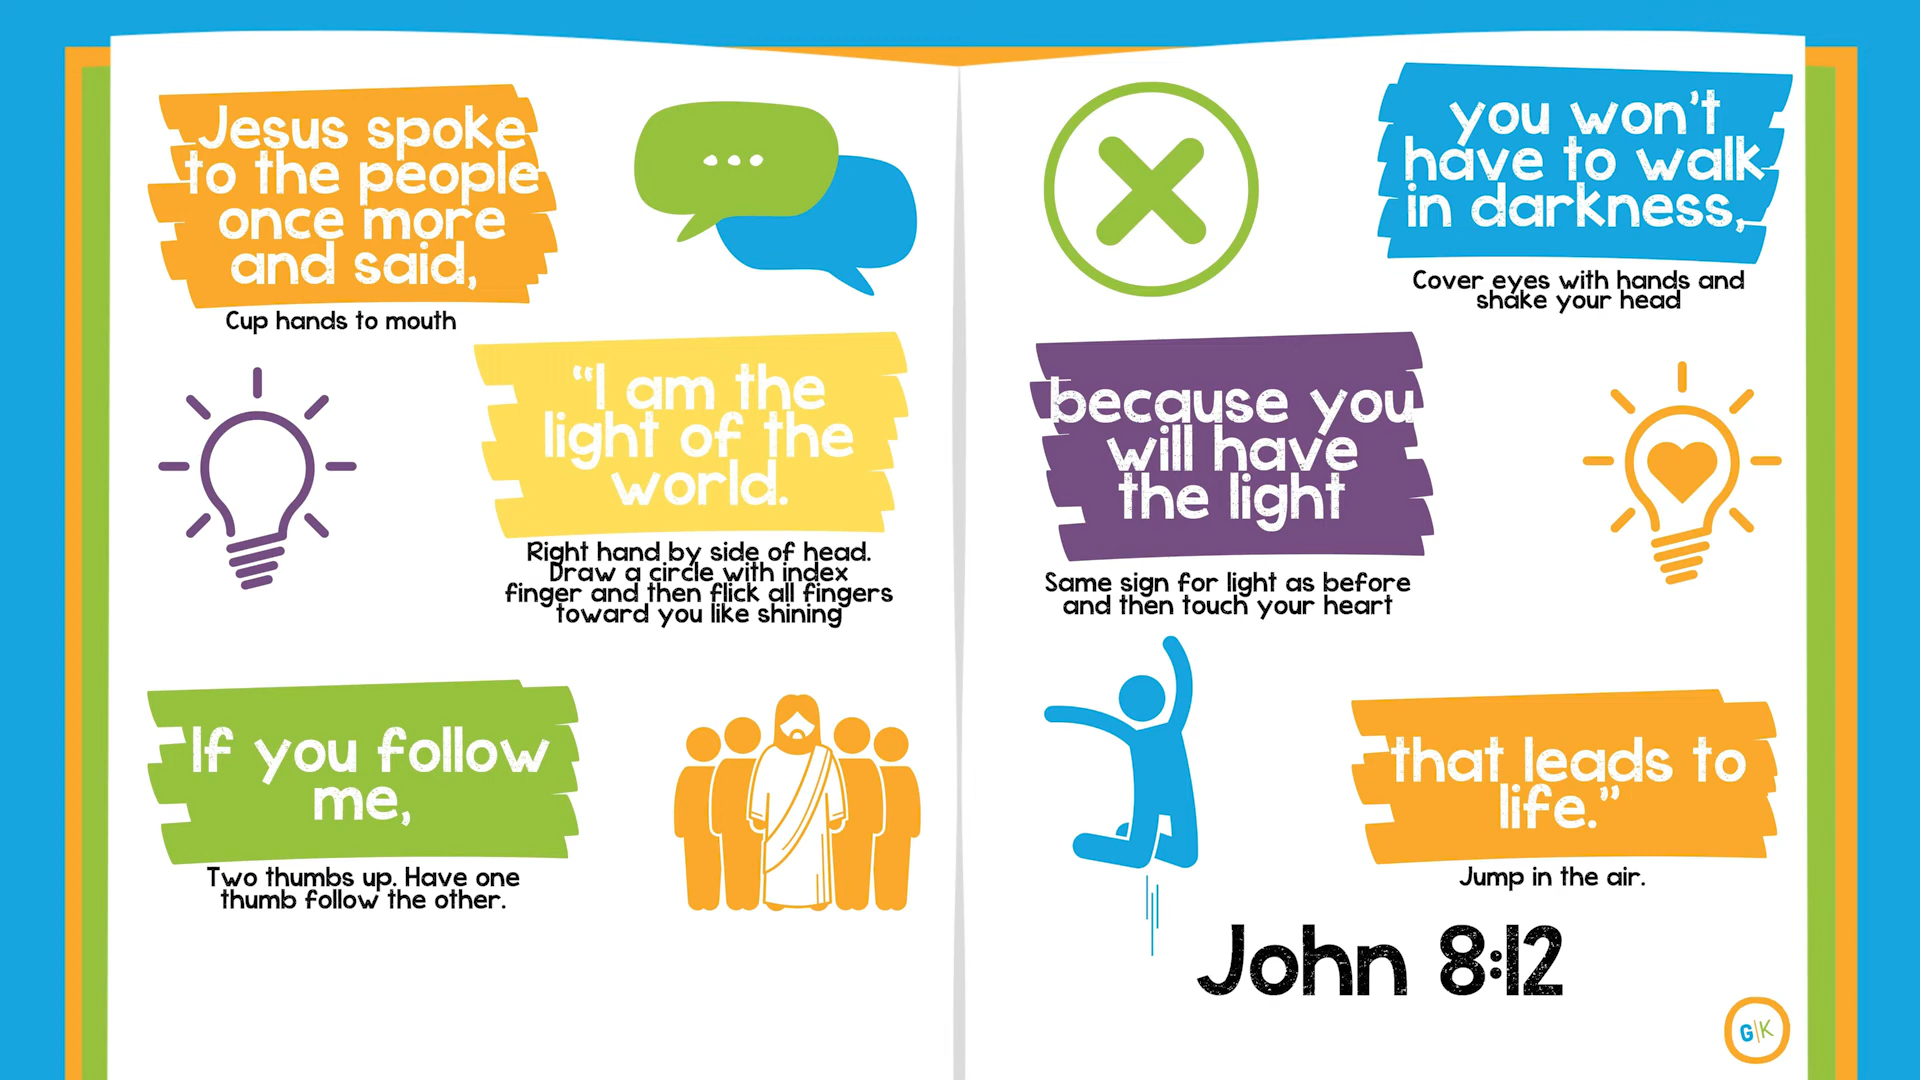 Jesus spoke
to the people
once more
and said,
Cup hands to mouth
"I am the
light of the
world.
Right hand by side of head.
Draw a circle with index
finger and then flick all fingers
toward you like shining
If you follow
me,
Two thumbs up. Have one
thumb follow the other.
you won't
have to walk
in darkness,
Cover eyes with hands and
shake your head
because you
will have
the light
Same sign for light as before
and then touch your heart
that leads to
life."
Jump in the air.
John 8:12
G|K